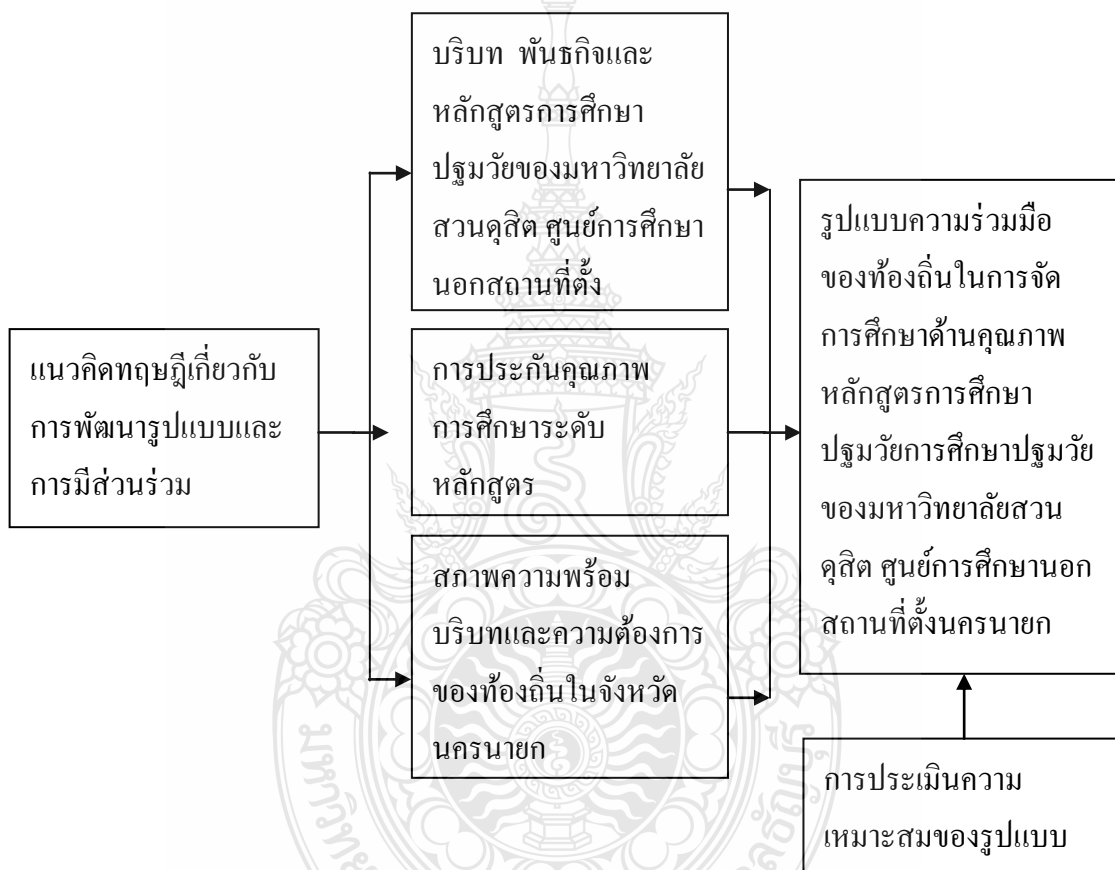 แนวคิดทฤษฎีเกี่ยวกับ
การพัฒนารูปแบบและ
การมีส่วนร่วม
บริบท พันธกิจและ
หลักสูตรการศึกษา
ปฐมวัยของมหาวิทยาลัย
สวนดุสิต ศูนย์การศึกษา
นอกสถานที่ตั้ง
การประกันคุณภาพ
การศึกษาระดับ
หลักสูตร
สภาพความพร้อม
บริบทและความต้องการ
ของท้องถิ่นในจังหวัด
นครนายก
รูปแบบความร่วมมือ
ของท้องถิ่นในการจัด
การศึกษาด้านคุณภาพ
หลักสูตรการศึกษา
ปฐมวัยการศึกษาปฐมวัย
ของมหาวิทยาลัยสวน
ดุสิต ศูนย์การศึกษานอก
สถานที่ตั้งนครนายก
การประเมินความ
เหมาะสมของรูปแบบ